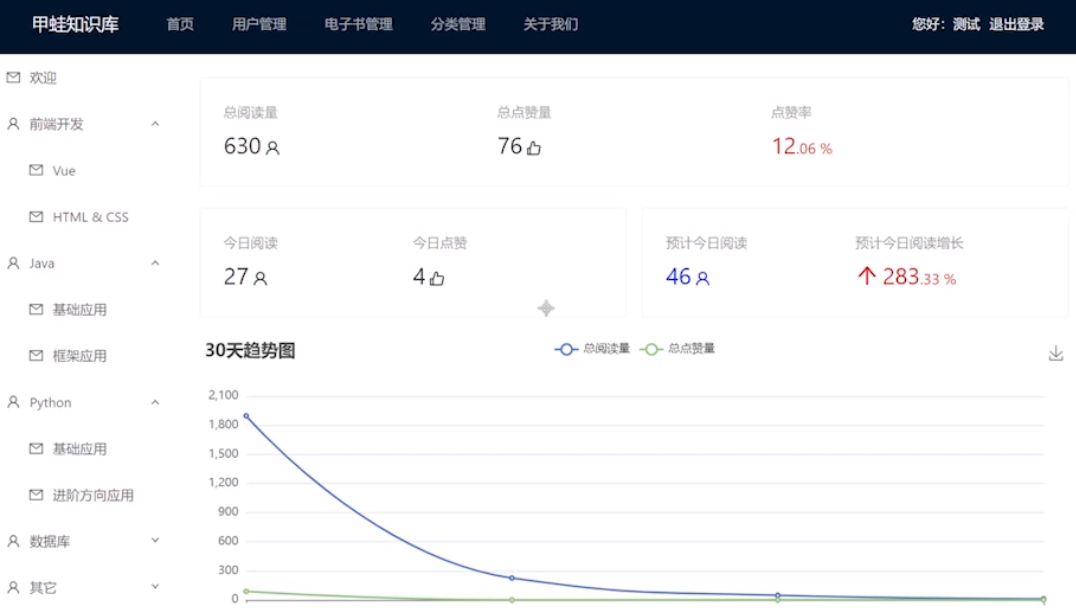 甲蛙知识库 首页 用户管理 电子书管理 分类管理 关于我们 您好：测试 退出登录
欢迎
前端开发
Vue
HTML & CSS
Java
基础应用
框架应用
Python
基础应用
进阶方向应用
数据库
其它
总阅读量 总点赞量 点赞率
630 76 12.06 %
今日阅读 今日点赞 预计今日阅读 预计今日阅读增长
27 4 46 283.33 %
30天趋势图 总阅读量 总点赞量
2,100
1,800
1,500
1,200
900
600
300
0